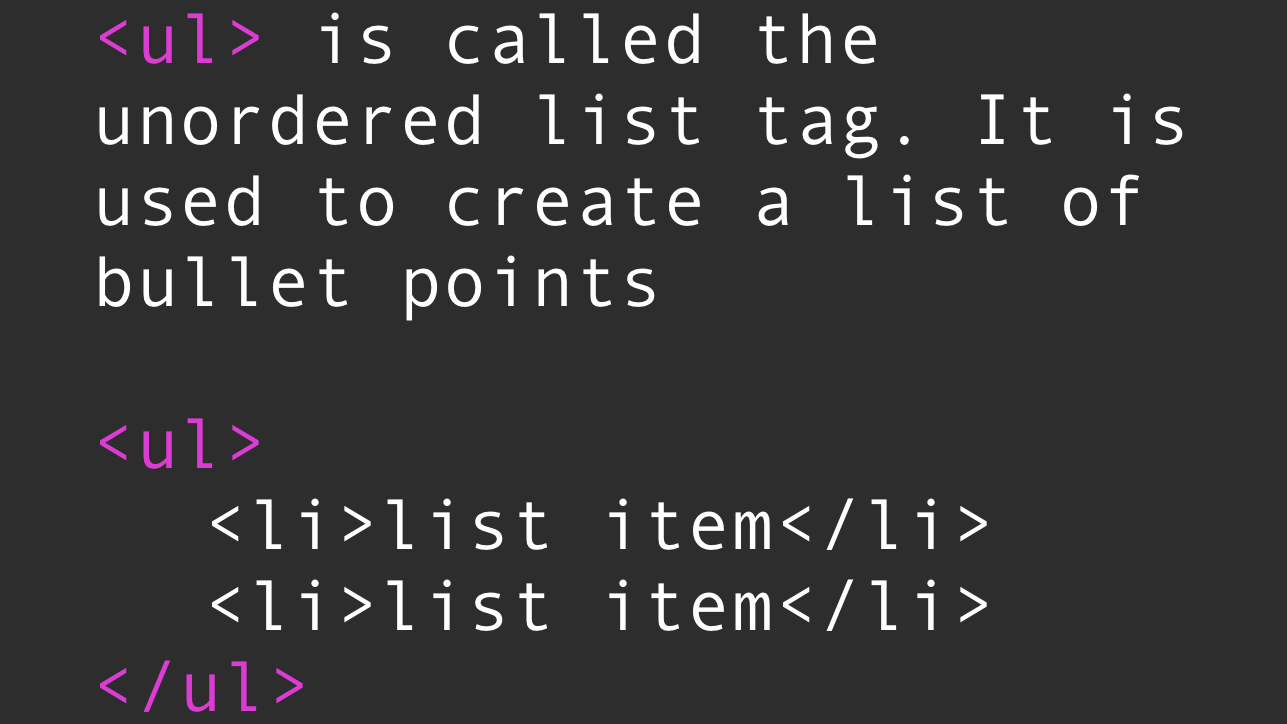 <ul> is called the
unordered list tag. It is
used to create a list of
bullet points
<ul>
<li>list item</li>
<li>list item</li>
</ul>